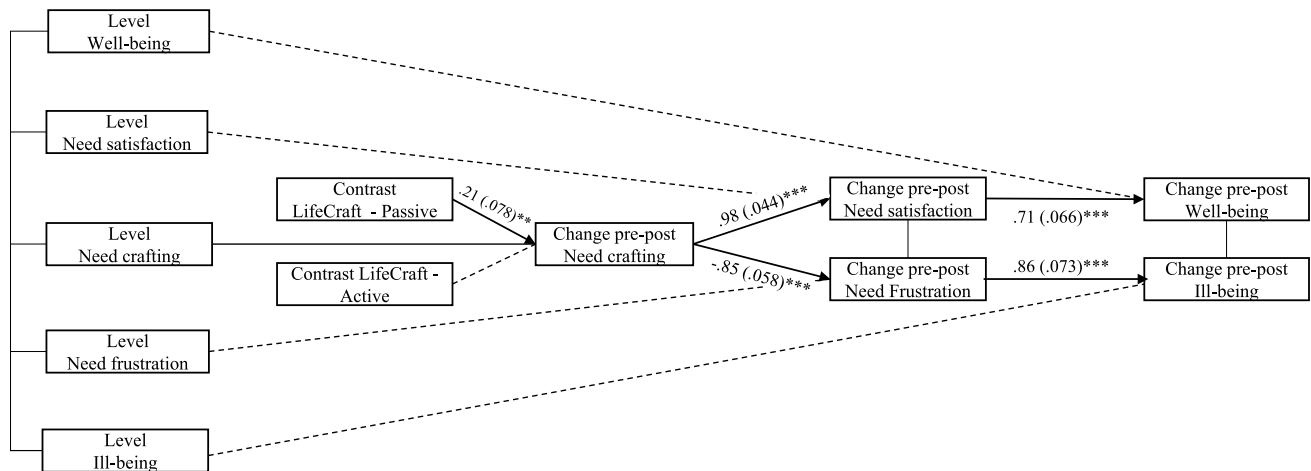 Level
Well-being
Level
Need satisfaction
Contrast
LifeCraft - Passive
.21 (.078)**
.98 (.044)***
Change pre-post
Need satisfaction
.71 (.066)***
Change pre-post
Well-being
Level
Need crafting
Change pre-post
Need crafting
Contrast LifeCraft -
Active
-.85 (.058)***
Change pre-post
Need Frustration
.86 (.073)***
Change pre-post
Ill-being
Level
Need frustration
Level
Ill-being